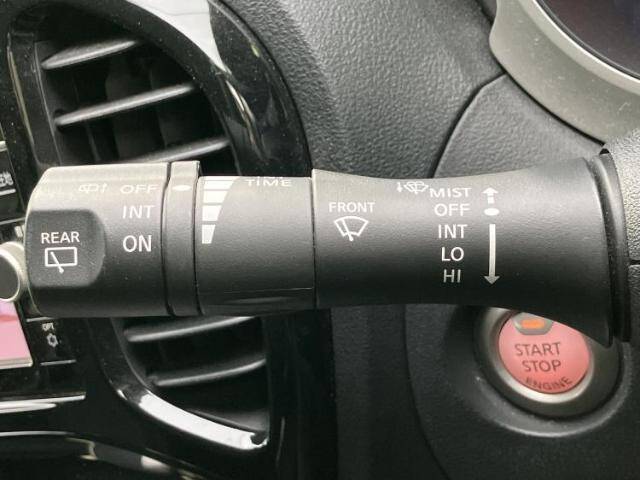 OFF
INT
ON
REAR
TIME
FRONT
MIST
OFF
INT
LO
HI
START
STOP
ENGINE